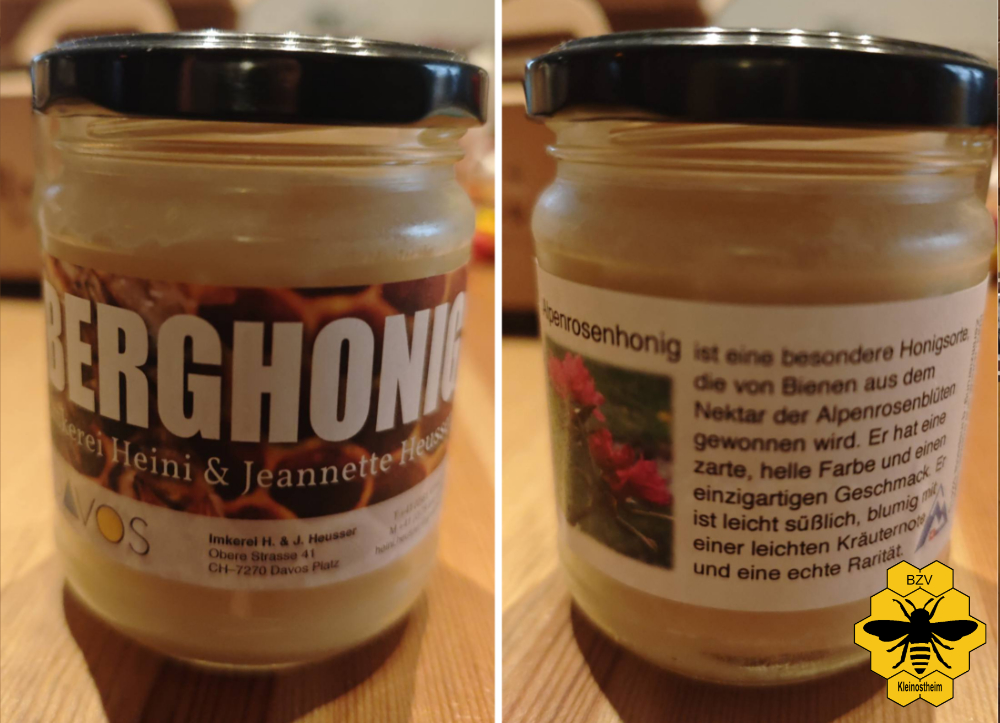 BERGHONIG
Heini & Jeannette Heusser
AVOS
Imkerei H. & J. Heusser
Obere Strasse 41
CH–7270 Davos Platz
Alpenrosenhonig ist eine besondere Honigsorte,
die von Bienen aus dem
Nektar der Alpenrosenblüten
gewonnen wird. Er hat eine
zarte, helle Farbe und einen
einzigartigen Geschmack. Er
ist leicht süßlich, blumig mit
einer leichten Kräuternote
und eine echte Rarität.
BZV
Kleinostheim